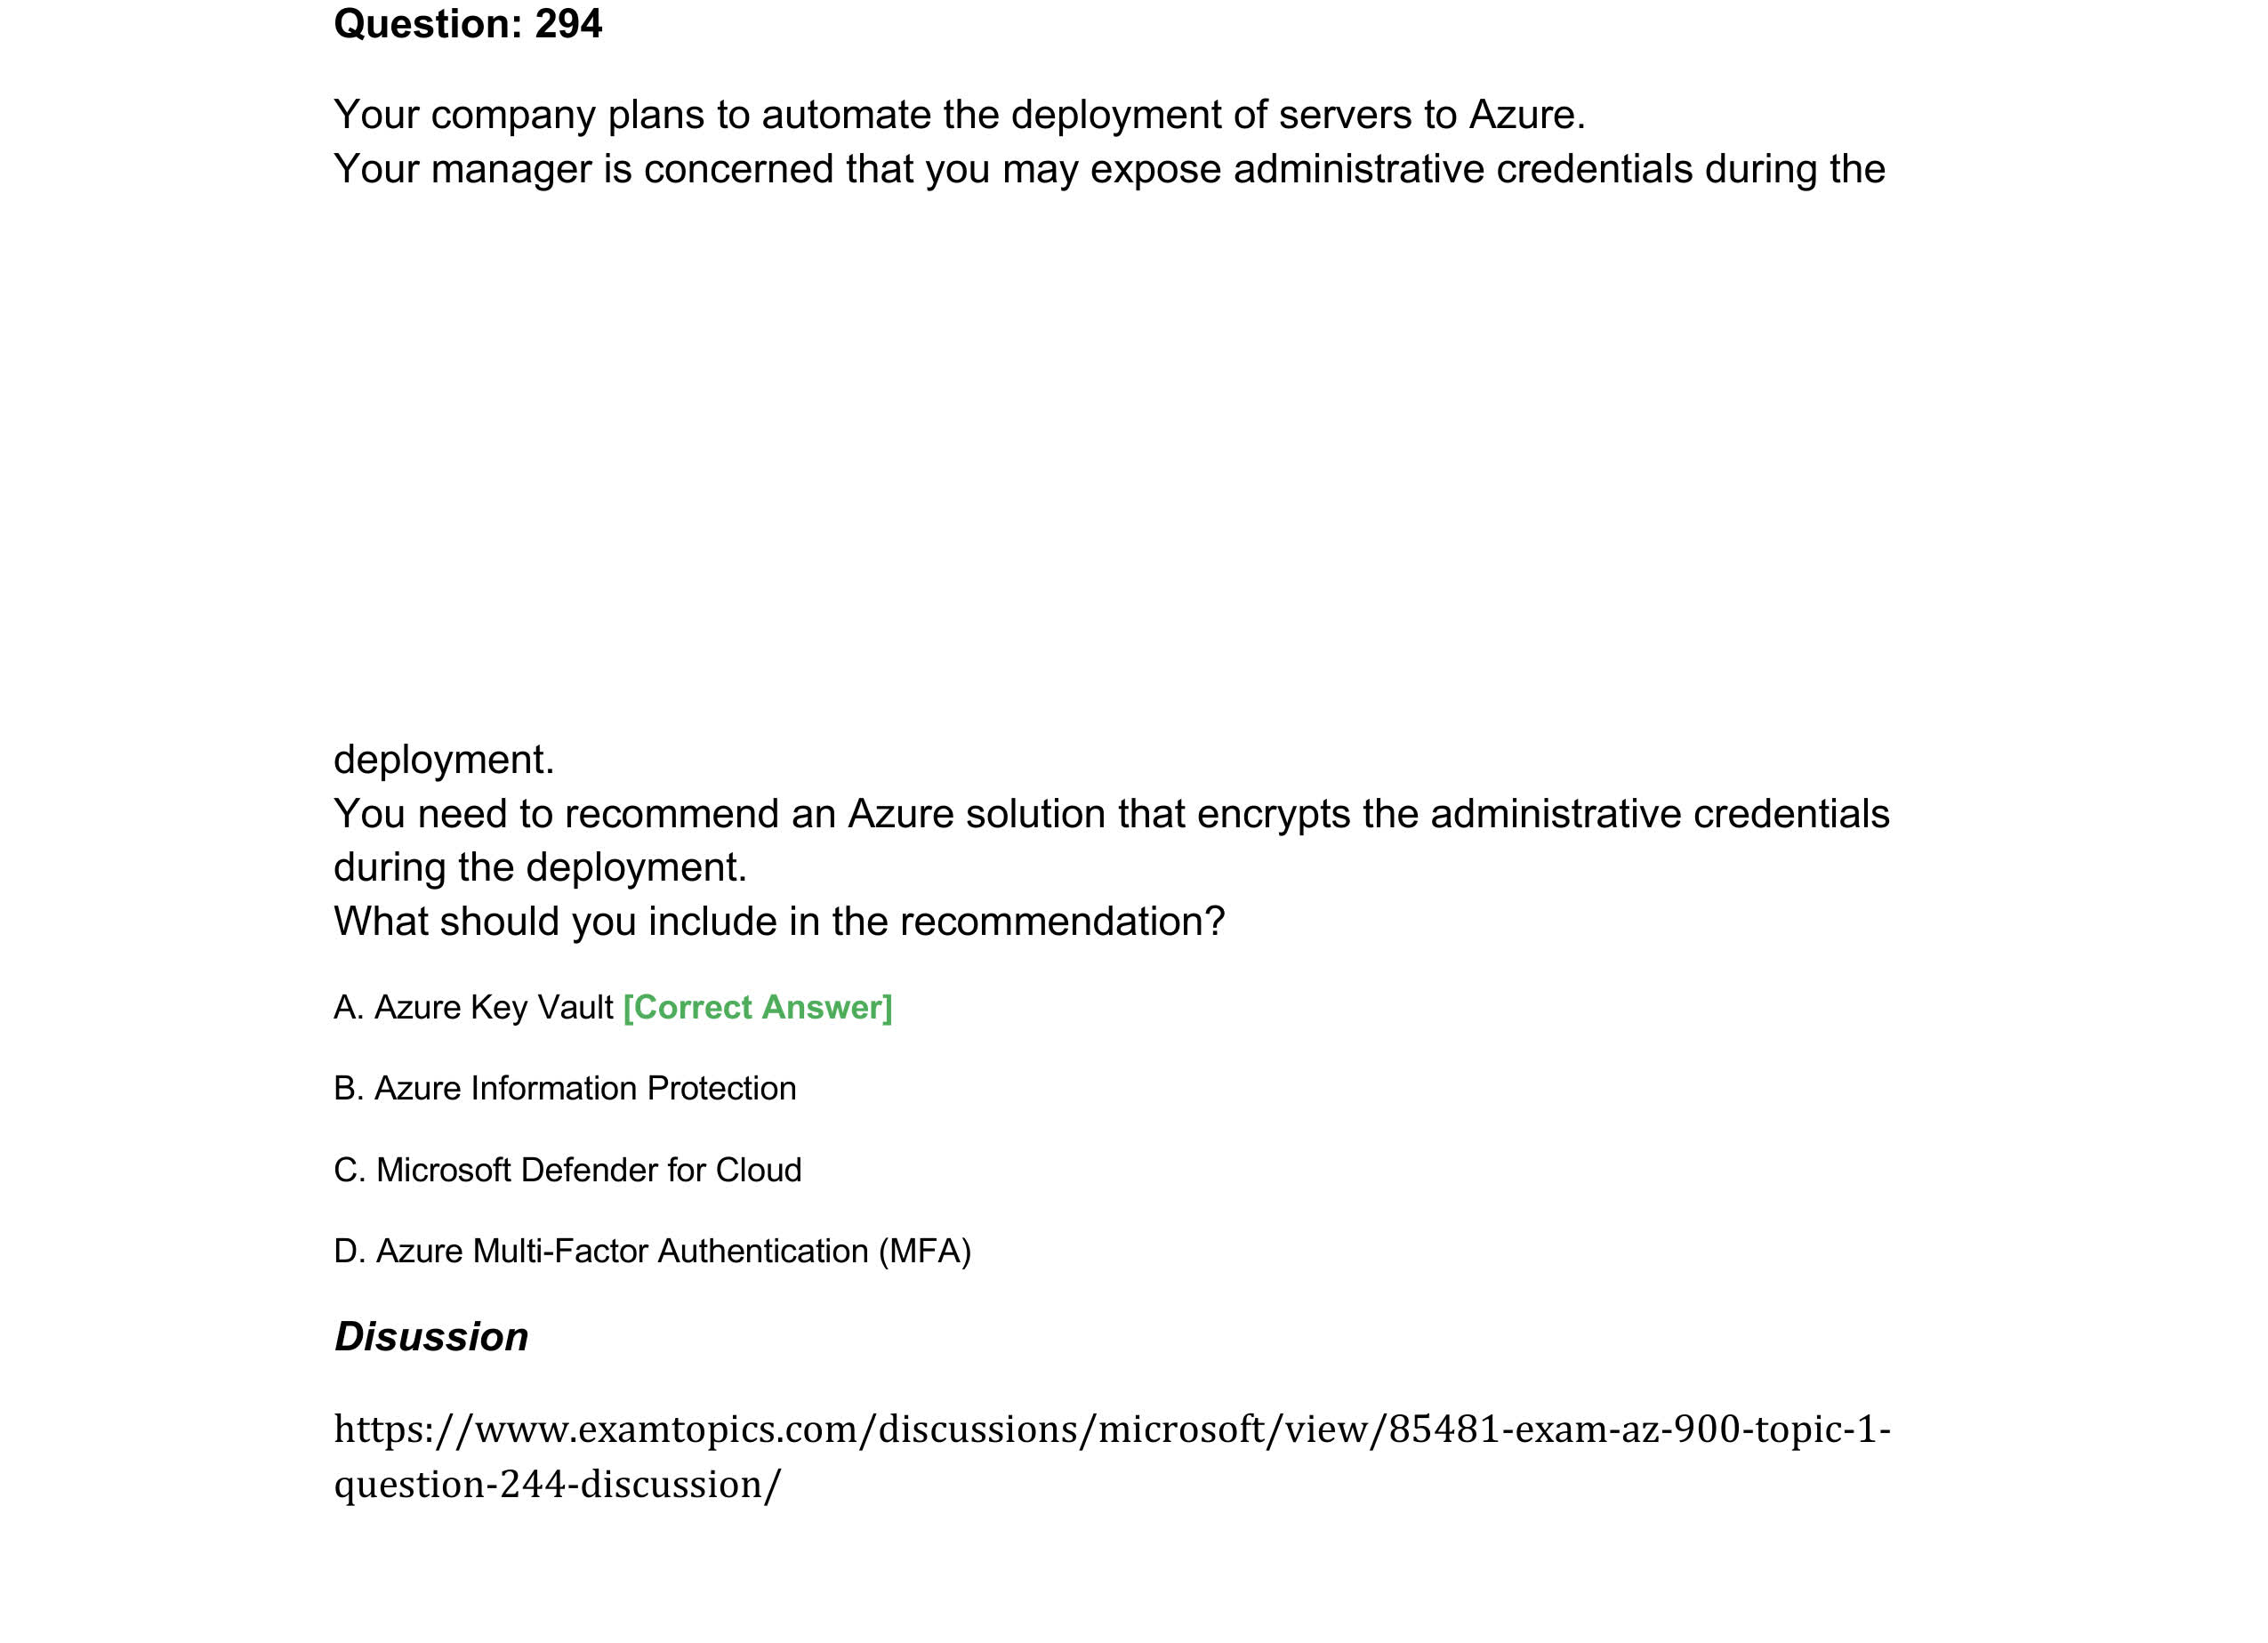 Question: 294
Your company plans to automate the deployment of servers to Azure.
Your manager is concerned that you may expose administrative credentials during the
deployment.
You need to recommend an Azure solution that encrypts the administrative credentials
during the deployment.
What should you include in the recommendation?
A. Azure Key Vault [Correct Answer]
B. Azure Information Protection
C. Microsoft Defender for Cloud
D. Azure Multi-Factor Authentication (MFA)
Disussion
https://www.examtopics.com/discussions/microsoft/view/85481-exam-az-900-topic-1-
question-244-discussion/